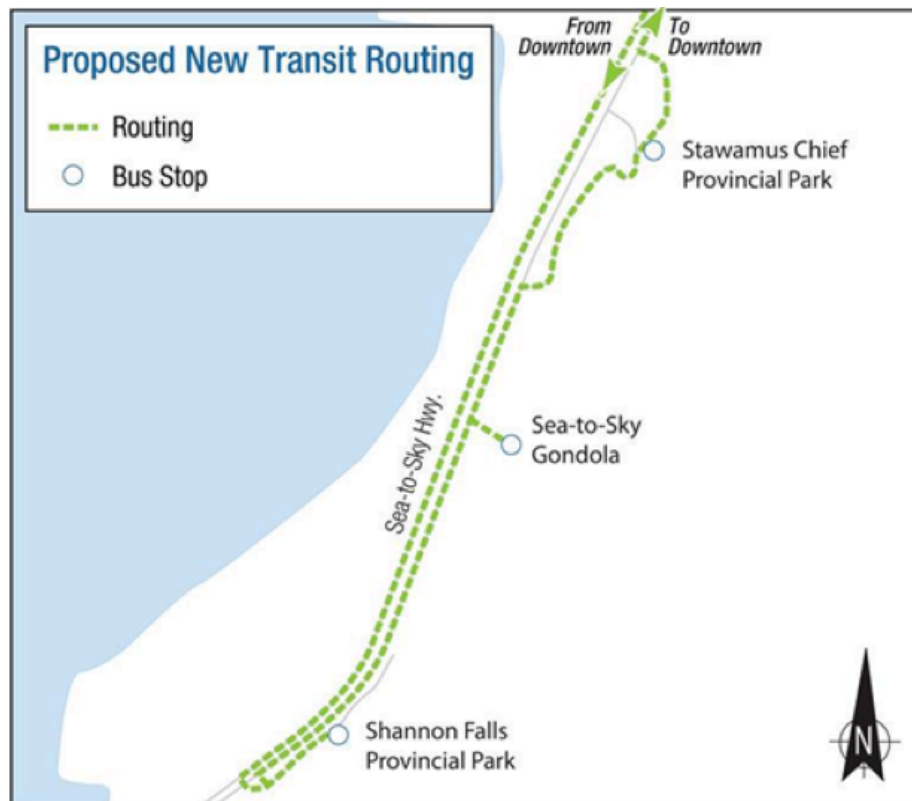 Proposed New Transit Routing
Routing
Bus Stop
From
Downtown
To
Downtown
Stawamus Chief
Provincial Park
Sea-to-Sky
Gondola
Sea-to-Sky Hwy.
Shannon Falls
Provincial Park
N